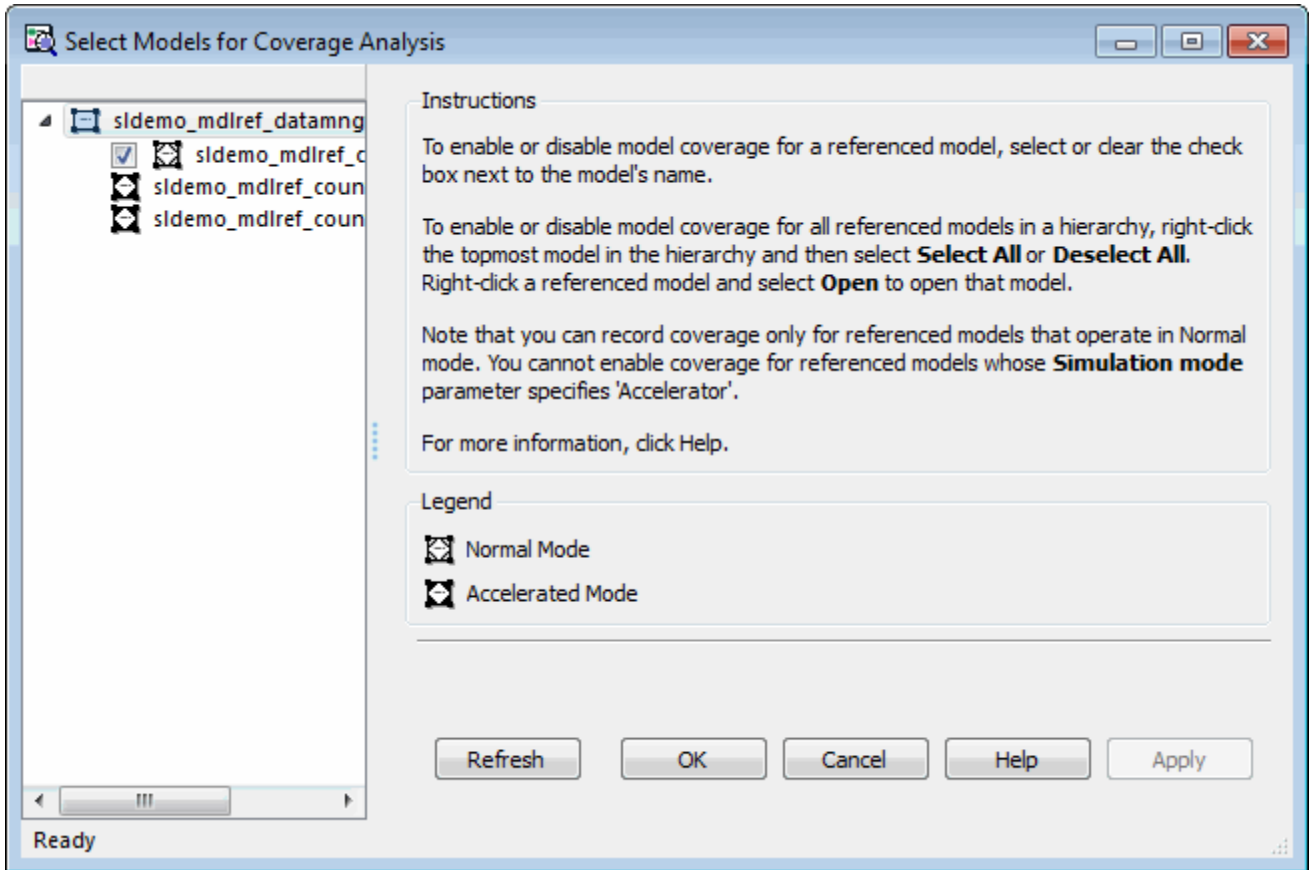 Select Models for Coverage Analysis
sldemo_mdlref_datamng
sldemo_mdlref_c
sldemo_mdlref_coun
sldemo_mdlref_coun
Instructions
To enable or disable model coverage for a referenced model, select or clear the check
box next to the model's name.
To enable or disable model coverage for all referenced models in a hierarchy, right-click
the topmost model in the hierarchy and then select Select All or Deselect All.
Right-click a referenced model and select Open to open that model.
Note that you can record coverage only for referenced models that operate in Normal
mode. You cannot enable coverage for referenced models whose Simulation mode
parameter specifies 'Accelerator'.
For more information, click Help.
Legend
Normal Mode
Accelerated Mode
Refresh OK Cancel Help Apply
Ready